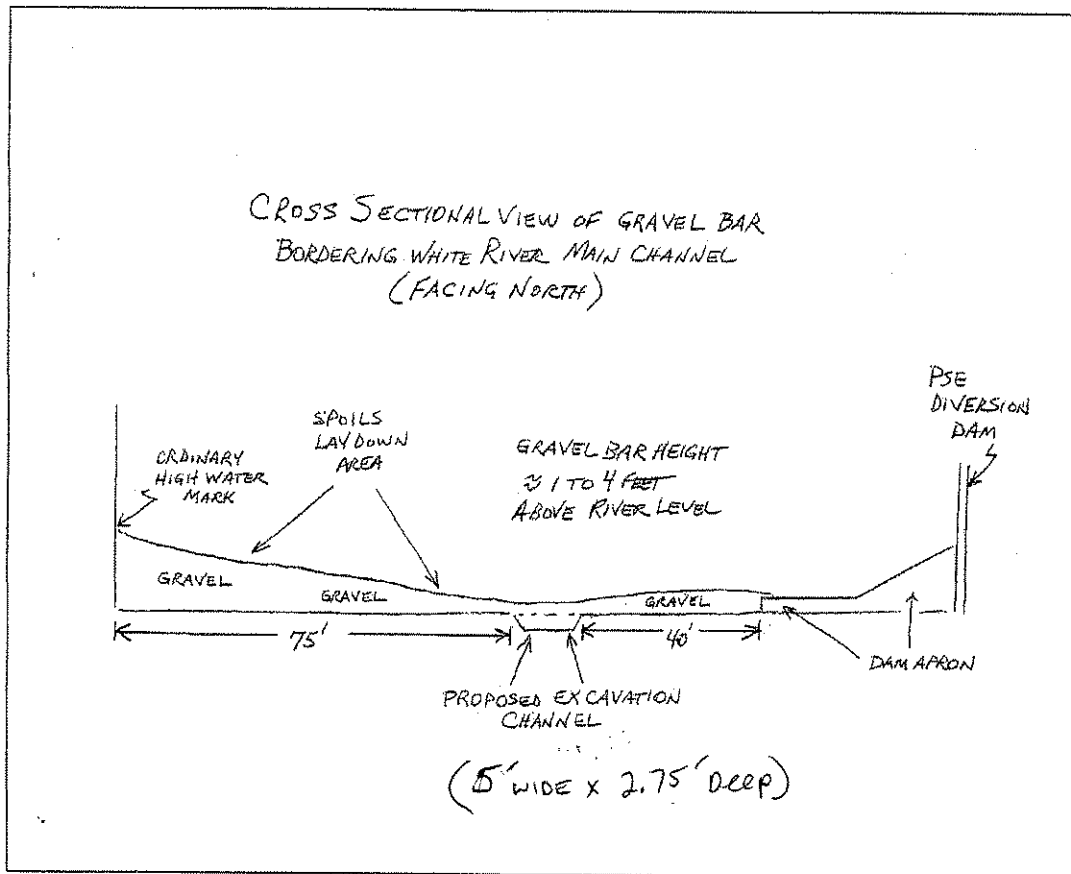 CROSS SECTIONAL VIEW OF GRAVEL BAR
BORDERING WHITE RIVER MAIN CHANNEL
(FACING NORTH)
PSE
DIVERSION
DAM
SPOILS
LAYDOWN
AREA
GRAVEL BAR HEIGHT
≈ 1 TO 4 FEET
ABOVE RIVER LEVEL
ORDINARY
HIGH WATER
MARK
GRAVEL
GRAVEL
GRAVEL
75'
40'
DAM APRON
PROPOSED EXCAVATION
CHANNEL
(5' WIDE x 2.75' Deep)